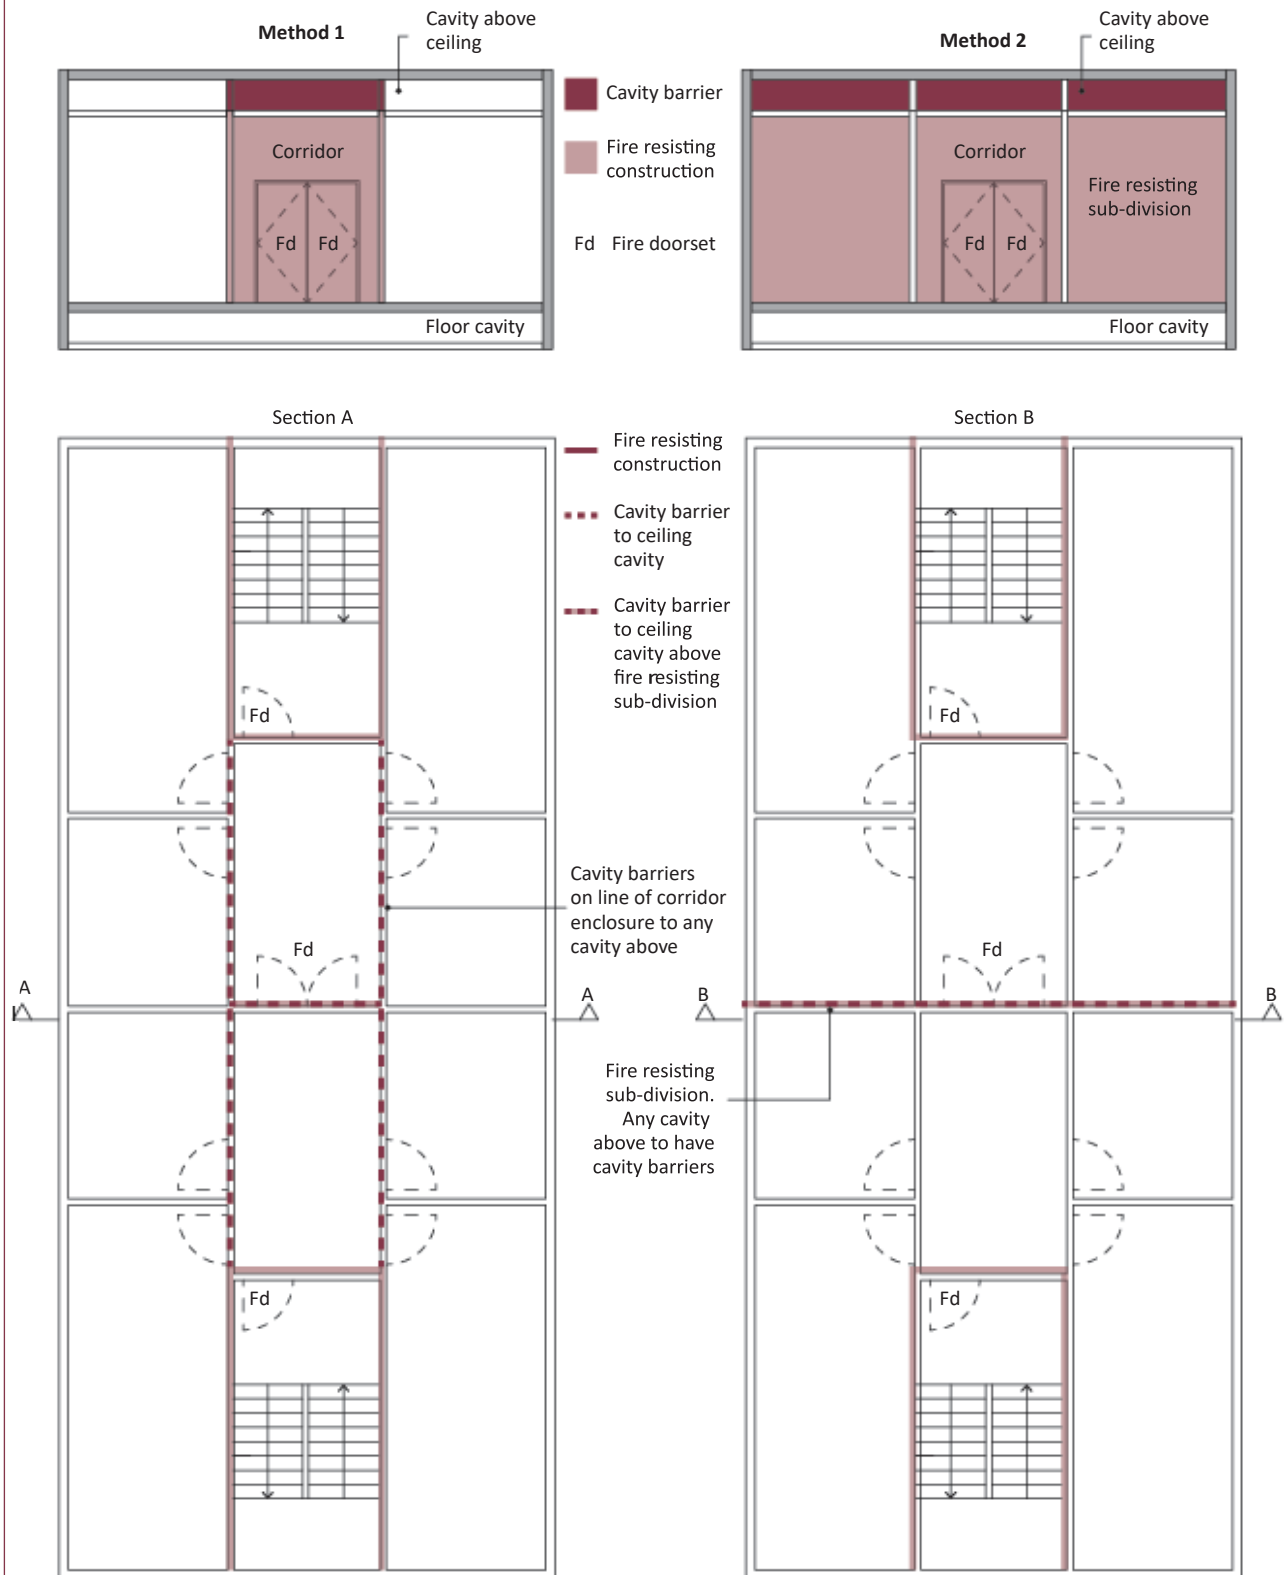 Method 1
Cavity above
ceiling
Corridor
Fd
Fd
Floor cavity
Cavity barrier
Fire resisting
construction
Fd Fire doorset
Method 2
Cavity above
ceiling
Corridor
Fire resisting
sub-division
Fd
Fd
Floor cavity
Section A
Fd
Fd
A
A
Fd
Fire resisting
construction
Cavity barrier
to ceiling
cavity
Cavity barrier
to ceiling
cavity above
fire resisting
sub-division
Cavity barriers
on line of corridor
enclosure to any
cavity above
Fire resisting
sub-division.
Any cavity
above to have
cavity barriers
Section B
Fd
Fd
B
B
Fd